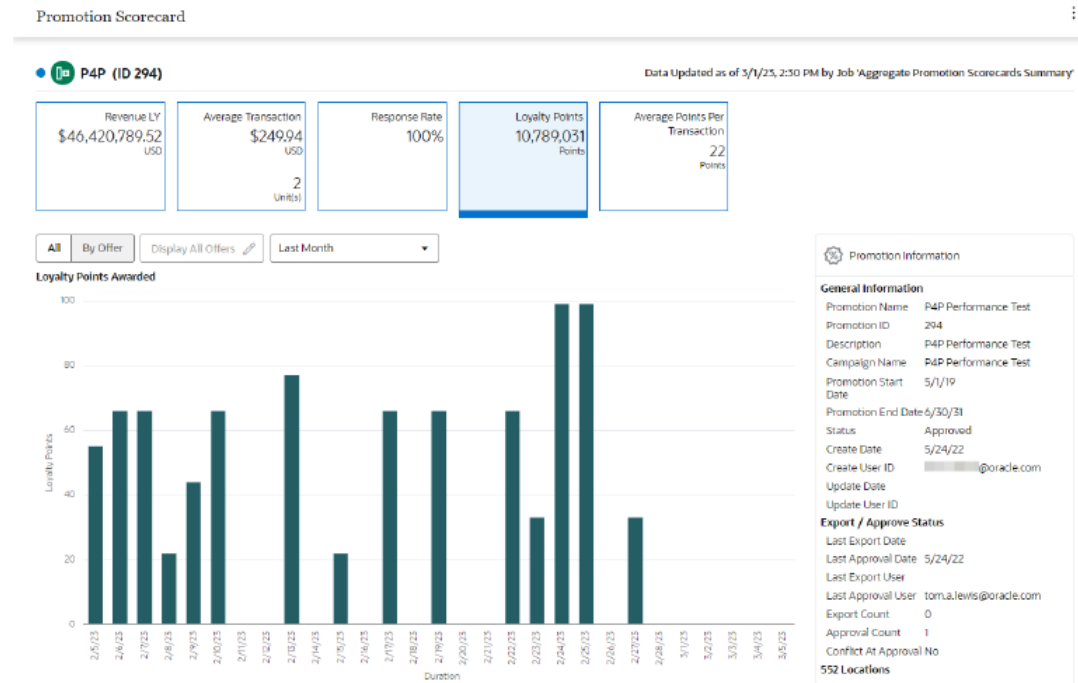 Promotion Scorecard
P4P (ID 294)
Data Updated as of 3/1/23, 2:30 PM by Job 'Aggregate Promotion Scorecards Summary'
Revenue LY
$46,420,789.52
USD
Average Transaction
$249.94
USD
2
Unit(s)
Response Rate
100%
Loyalty Points
10,789,031
Points
Average Points Per
Transaction
22
Points
All
By Offer
Display All Offers
Last Month
Loyalty Points Awarded
100
80
60
40
20
0
Loyalty Points
2/5/23
2/6/23
2/7/23
2/8/23
2/9/23
2/10/23
2/11/23
2/12/23
2/13/23
2/14/23
2/15/23
2/16/23
2/17/23
2/18/23
2/19/23
2/20/23
2/21/23
2/22/23
2/23/23
2/24/23
2/25/23
2/26/23
2/27/23
2/28/23
3/1/23
3/2/23
3/3/23
3/4/23
3/5/23
Duration
Promotion Information
General Information
Promotion Name P4P Performance Test
Promotion ID 294
Description P4P Performance Test
Campaign Name P4P Performance Test
Promotion Start 5/1/19
Date
Promotion End Date 6/30/31
Status Approved
Create Date 5/24/22
Create User ID @oracle.com
Update Date
Update User ID
Export / Approve Status
Last Export Date
Last Approval Date 5/24/22
Last Export User
Last Approval User tom.a.lewis@oracle.com
Export Count 0
Approval Count 1
Conflict At Approval No
552 Locations